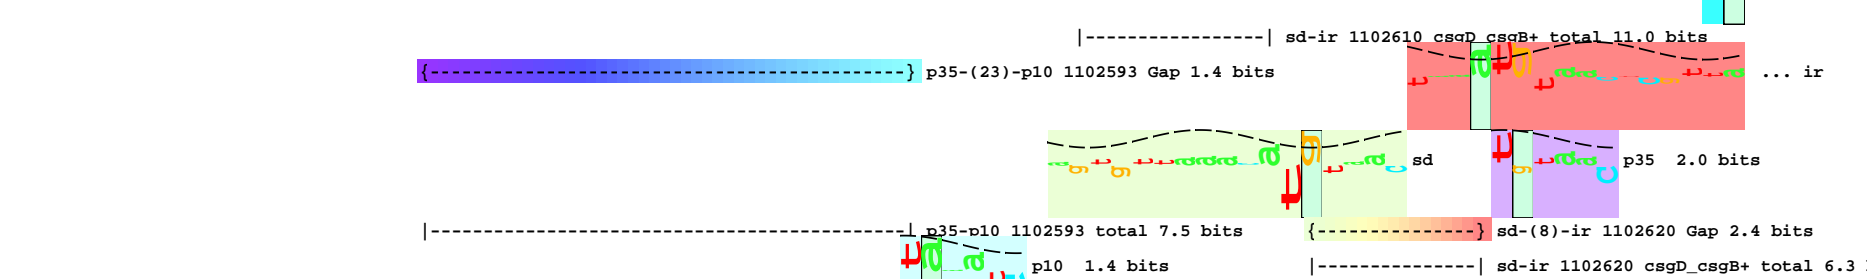 |-----------------| sd-ir 1102610 csgD_csgB+ total 11.0 bits
{---------------------------------------------} p35-(23)-p10 1102593 Gap 1.4 bits
... ir
sd
p35 2.0 bits
|---------------------------------------------| p35-p10 1102593 total 7.5 bits
{---------------} sd-(8)-ir 1102620 Gap 2.4 bits
p10 1.4 bits
|---------------| sd-ir 1102620 csgD_csgB+ total 6.3